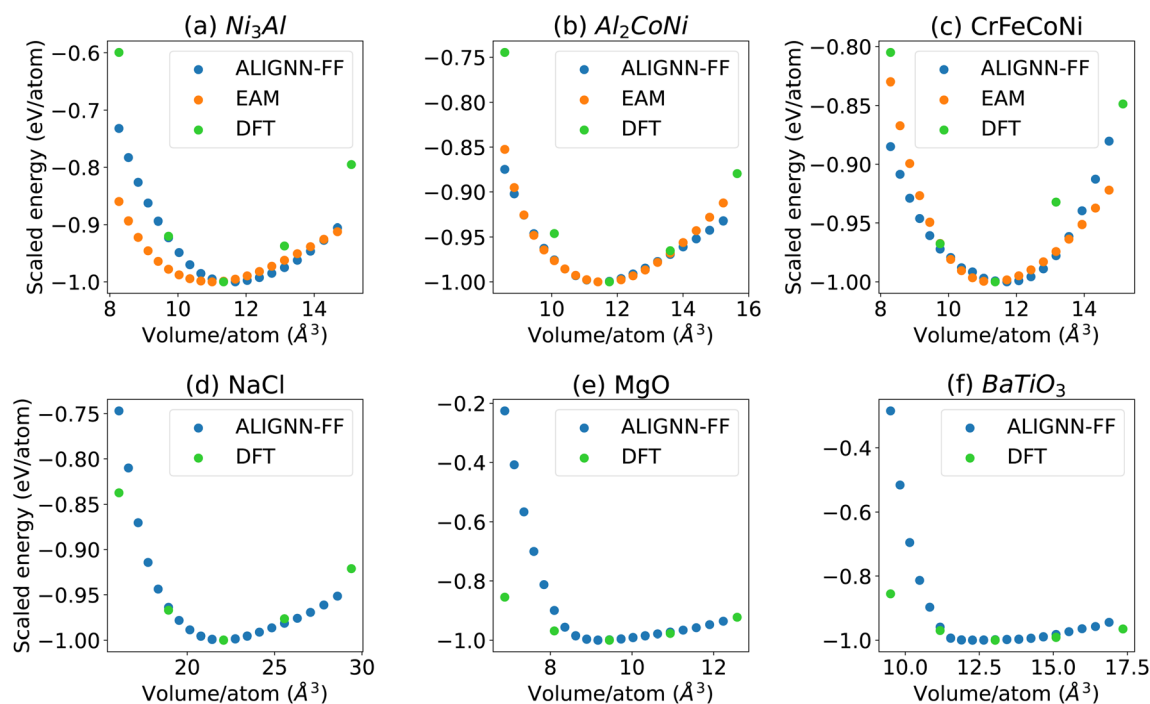 (a) Ni₃Al
Scaled energy (eV/atom)
−0.6
−0.7
−0.8
−0.9
−1.0
ALIGNN-FF
EAM
DFT
8 10 12 14
Volume/atom (Å³)
(b) Al₂CoNi
−0.75
−0.80
−0.85
−0.90
−0.95
−1.00
ALIGNN-FF
EAM
DFT
10 12 14 16
Volume/atom (Å³)
(c) CrFeCoNi
Scaled energy (eV/atom)
−0.80
−0.85
−0.90
−0.95
−1.00
ALIGNN-FF
EAM
DFT
8 10 12 14
Volume/atom (Å³)
(d) NaCl
Scaled energy (eV/atom)
−0.75
−0.80
−0.85
−0.90
−0.95
−1.00
ALIGNN-FF
DFT
20 25 30
Volume/atom (Å³)
(e) MgO
−0.2
−0.4
−0.6
−0.8
−1.0
ALIGNN-FF
DFT
8 10 12
Volume/atom (Å³)
(f) BaTiO₃
−0.4
−0.6
−0.8
−1.0
ALIGNN-FF
DFT
10.0 12.5 15.0 17.5
Volume/atom (Å³)